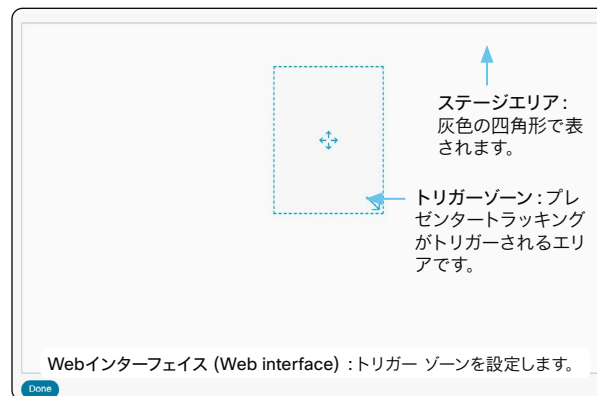 ステージエリア:
灰色の四角形で表
されます。
トリガーゾーン:プレ
ゼンタートラッキング
がトリガーされるエリ
アです。
Webインターフェイス (Web interface) :トリガー ゾーンを設定します。
Done